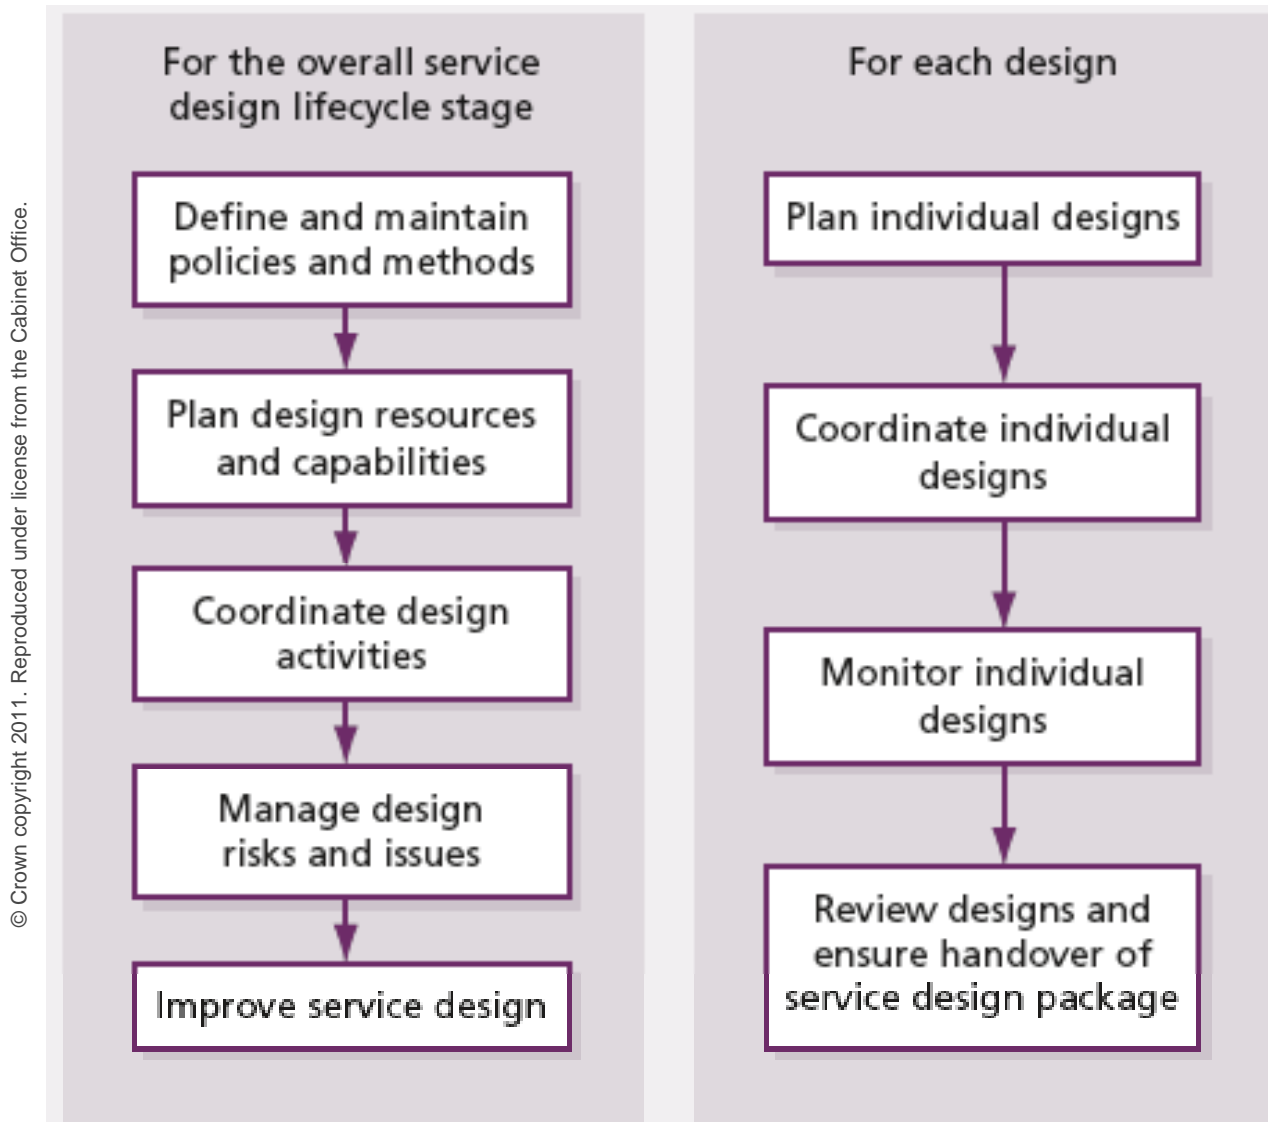 For the overall service
design lifecycle stage
Define and maintain
policies and methods
Plan design resources
and capabilities
Coordinate design
activities
Manage design
risks and issues
Improve service design
For each design
Plan individual designs
Coordinate individual
designs
Monitor individual
designs
Review designs and
ensure handover of
service design package
© Crown copyright 2011. Reproduced under license from the Cabinet Office.